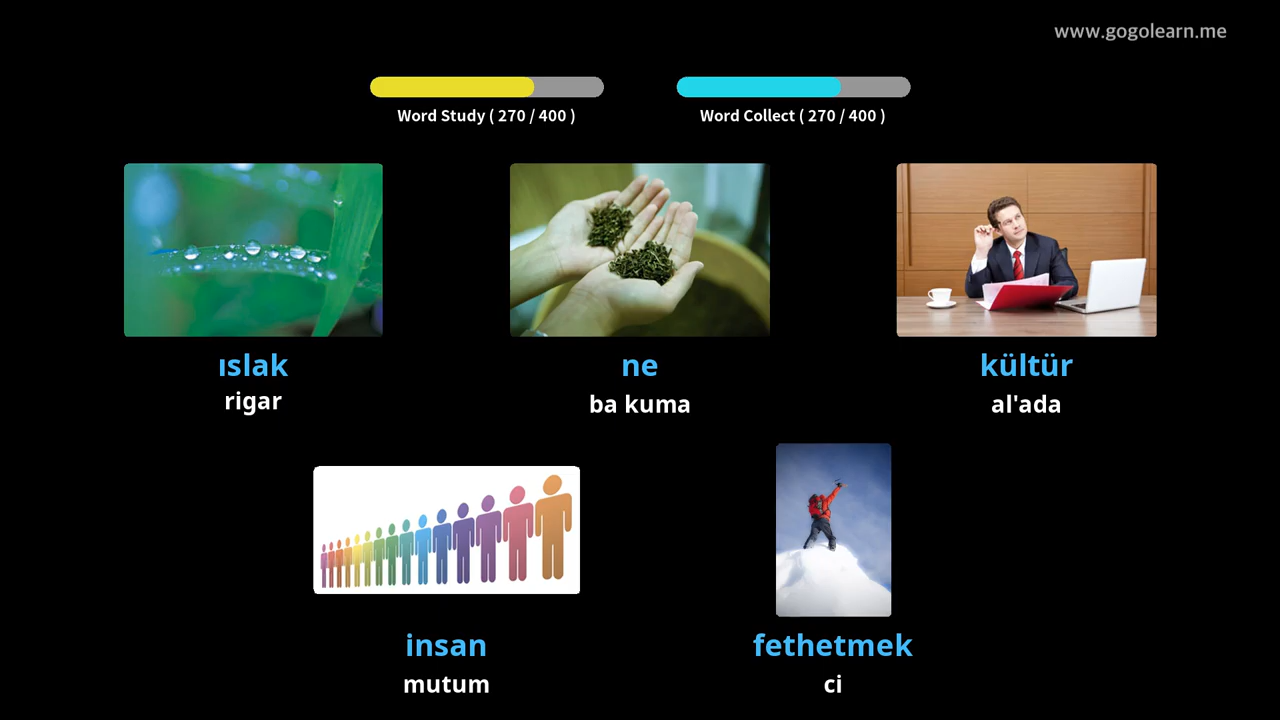 www.gogolearn.me
Word Study ( 270 / 400 )
Word Collect ( 270 / 400 )
ıslak
rigar
ne
ba kuma
kültür
al'ada
insan
mutum
fethetmek
ci